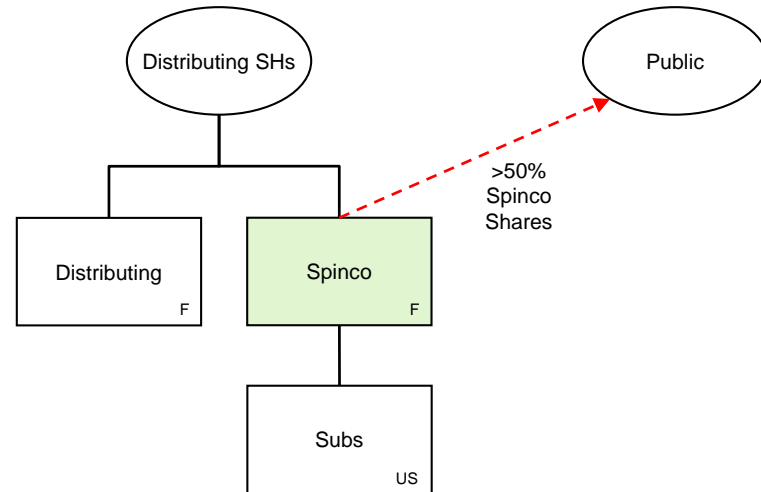 Distributing SHs
Public
>50%
Spinco
Shares
Distributing
F
Spinco
F
Subs
US